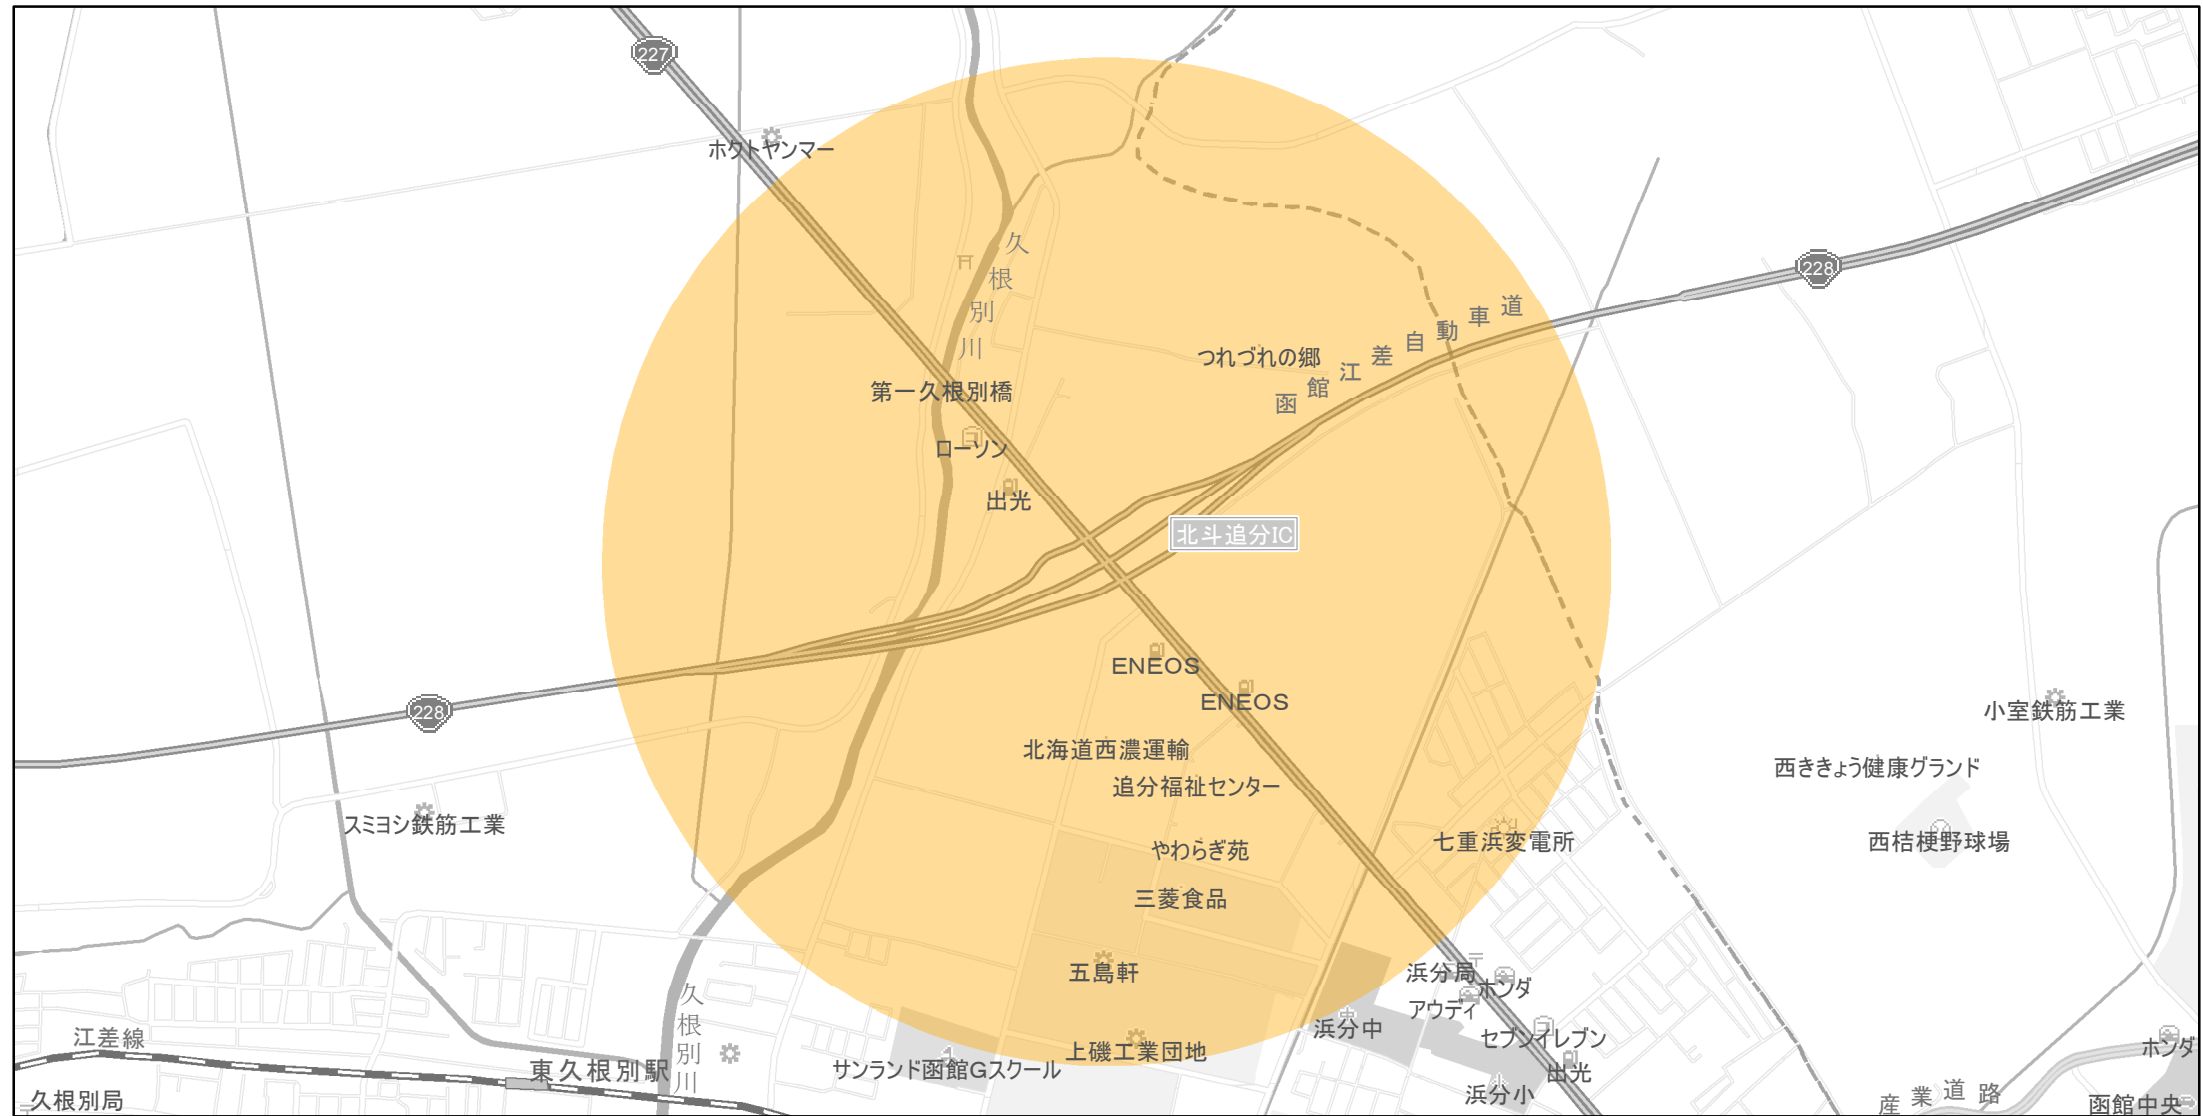 227
ホクトヤンマー
久根別川
228
函館江差自動車道
つれづれの郷
第一久根別橋
ローソン
出光
北斗追分IC
ENEOS
ENEOS
228
小室鉄筋工業
北海道西濃運輸
西ききょう健康グランド
追分福祉センター
スミヨシ鉄筋工業
七重浜変電所
西桔梗野球場
やわらぎ苑
三菱食品
五島軒
浜分局
ホンダ
アウディ
久根別川
浜分中
セブンイレブン
江差線
上磯工業団地
ホンダ
東久根別駅
サンランド函館Gスクール
出光
浜分小
久根別局
産業道路
函館中央